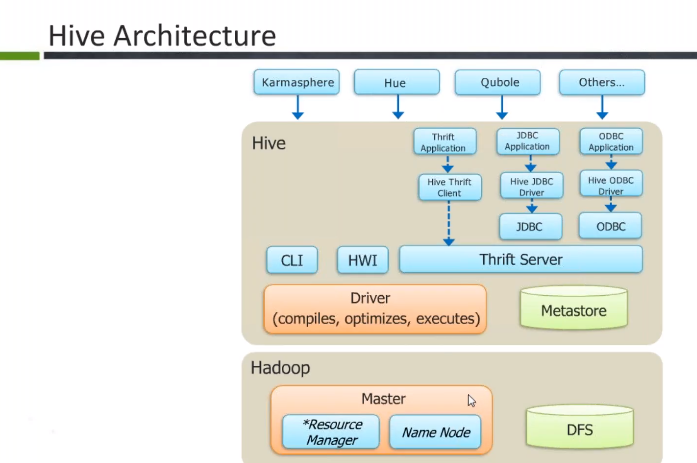 Hive Architecture
Karmasphere
Hue
Qubole
Others...
Hive
Thrift
Application
JDBC
Application
ODBC
Application
Hive Thrift
Client
Hive JDBC
Driver
Hive ODBC
Driver
JDBC
ODBC
CLI
HWI
Thrift Server
Driver
(compiles, optimizes, executes)
Metastore
Hadoop
Master
*Resource
Manager
Name Node
DFS